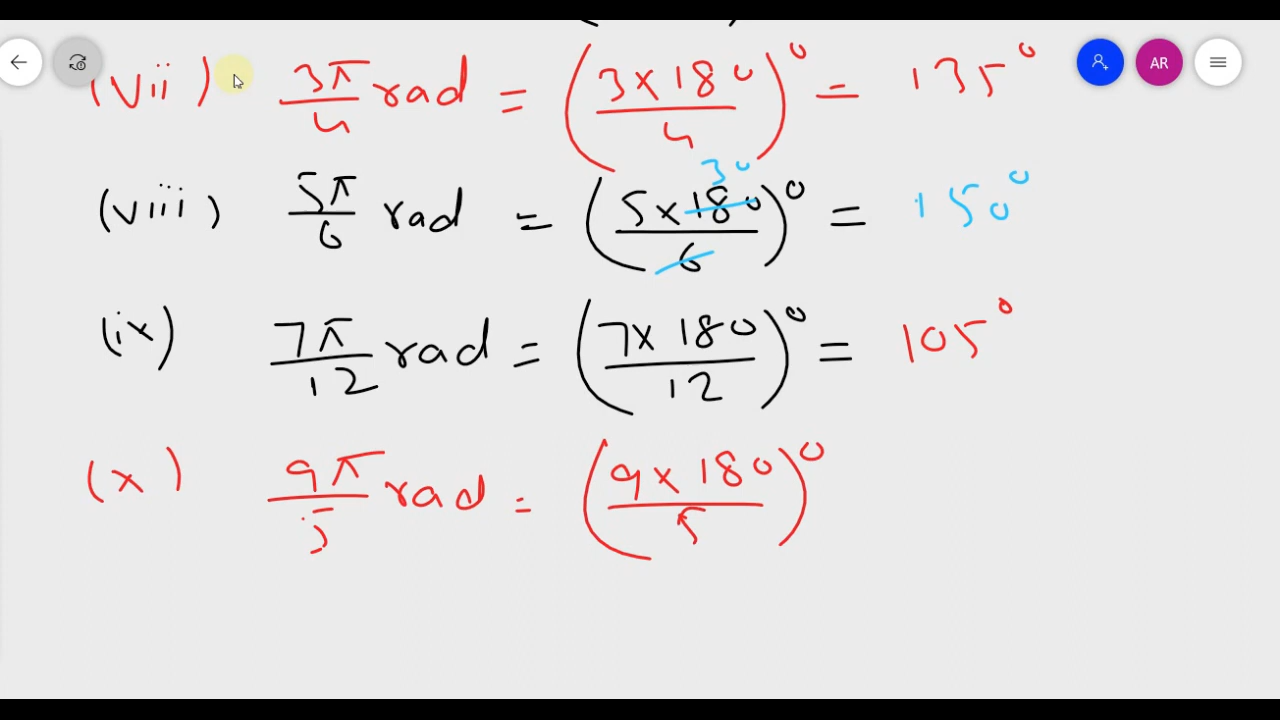 AR
(vii) 3π/4 rad = (3 × 180/4)° = 135°
30
(viii) 5π/6 rad = (5 × 180/6)° = 150°
(ix) 7π/12 rad = (7 × 180/12)° = 105°
(x) 9π/5 rad = (9 × 180/5)°